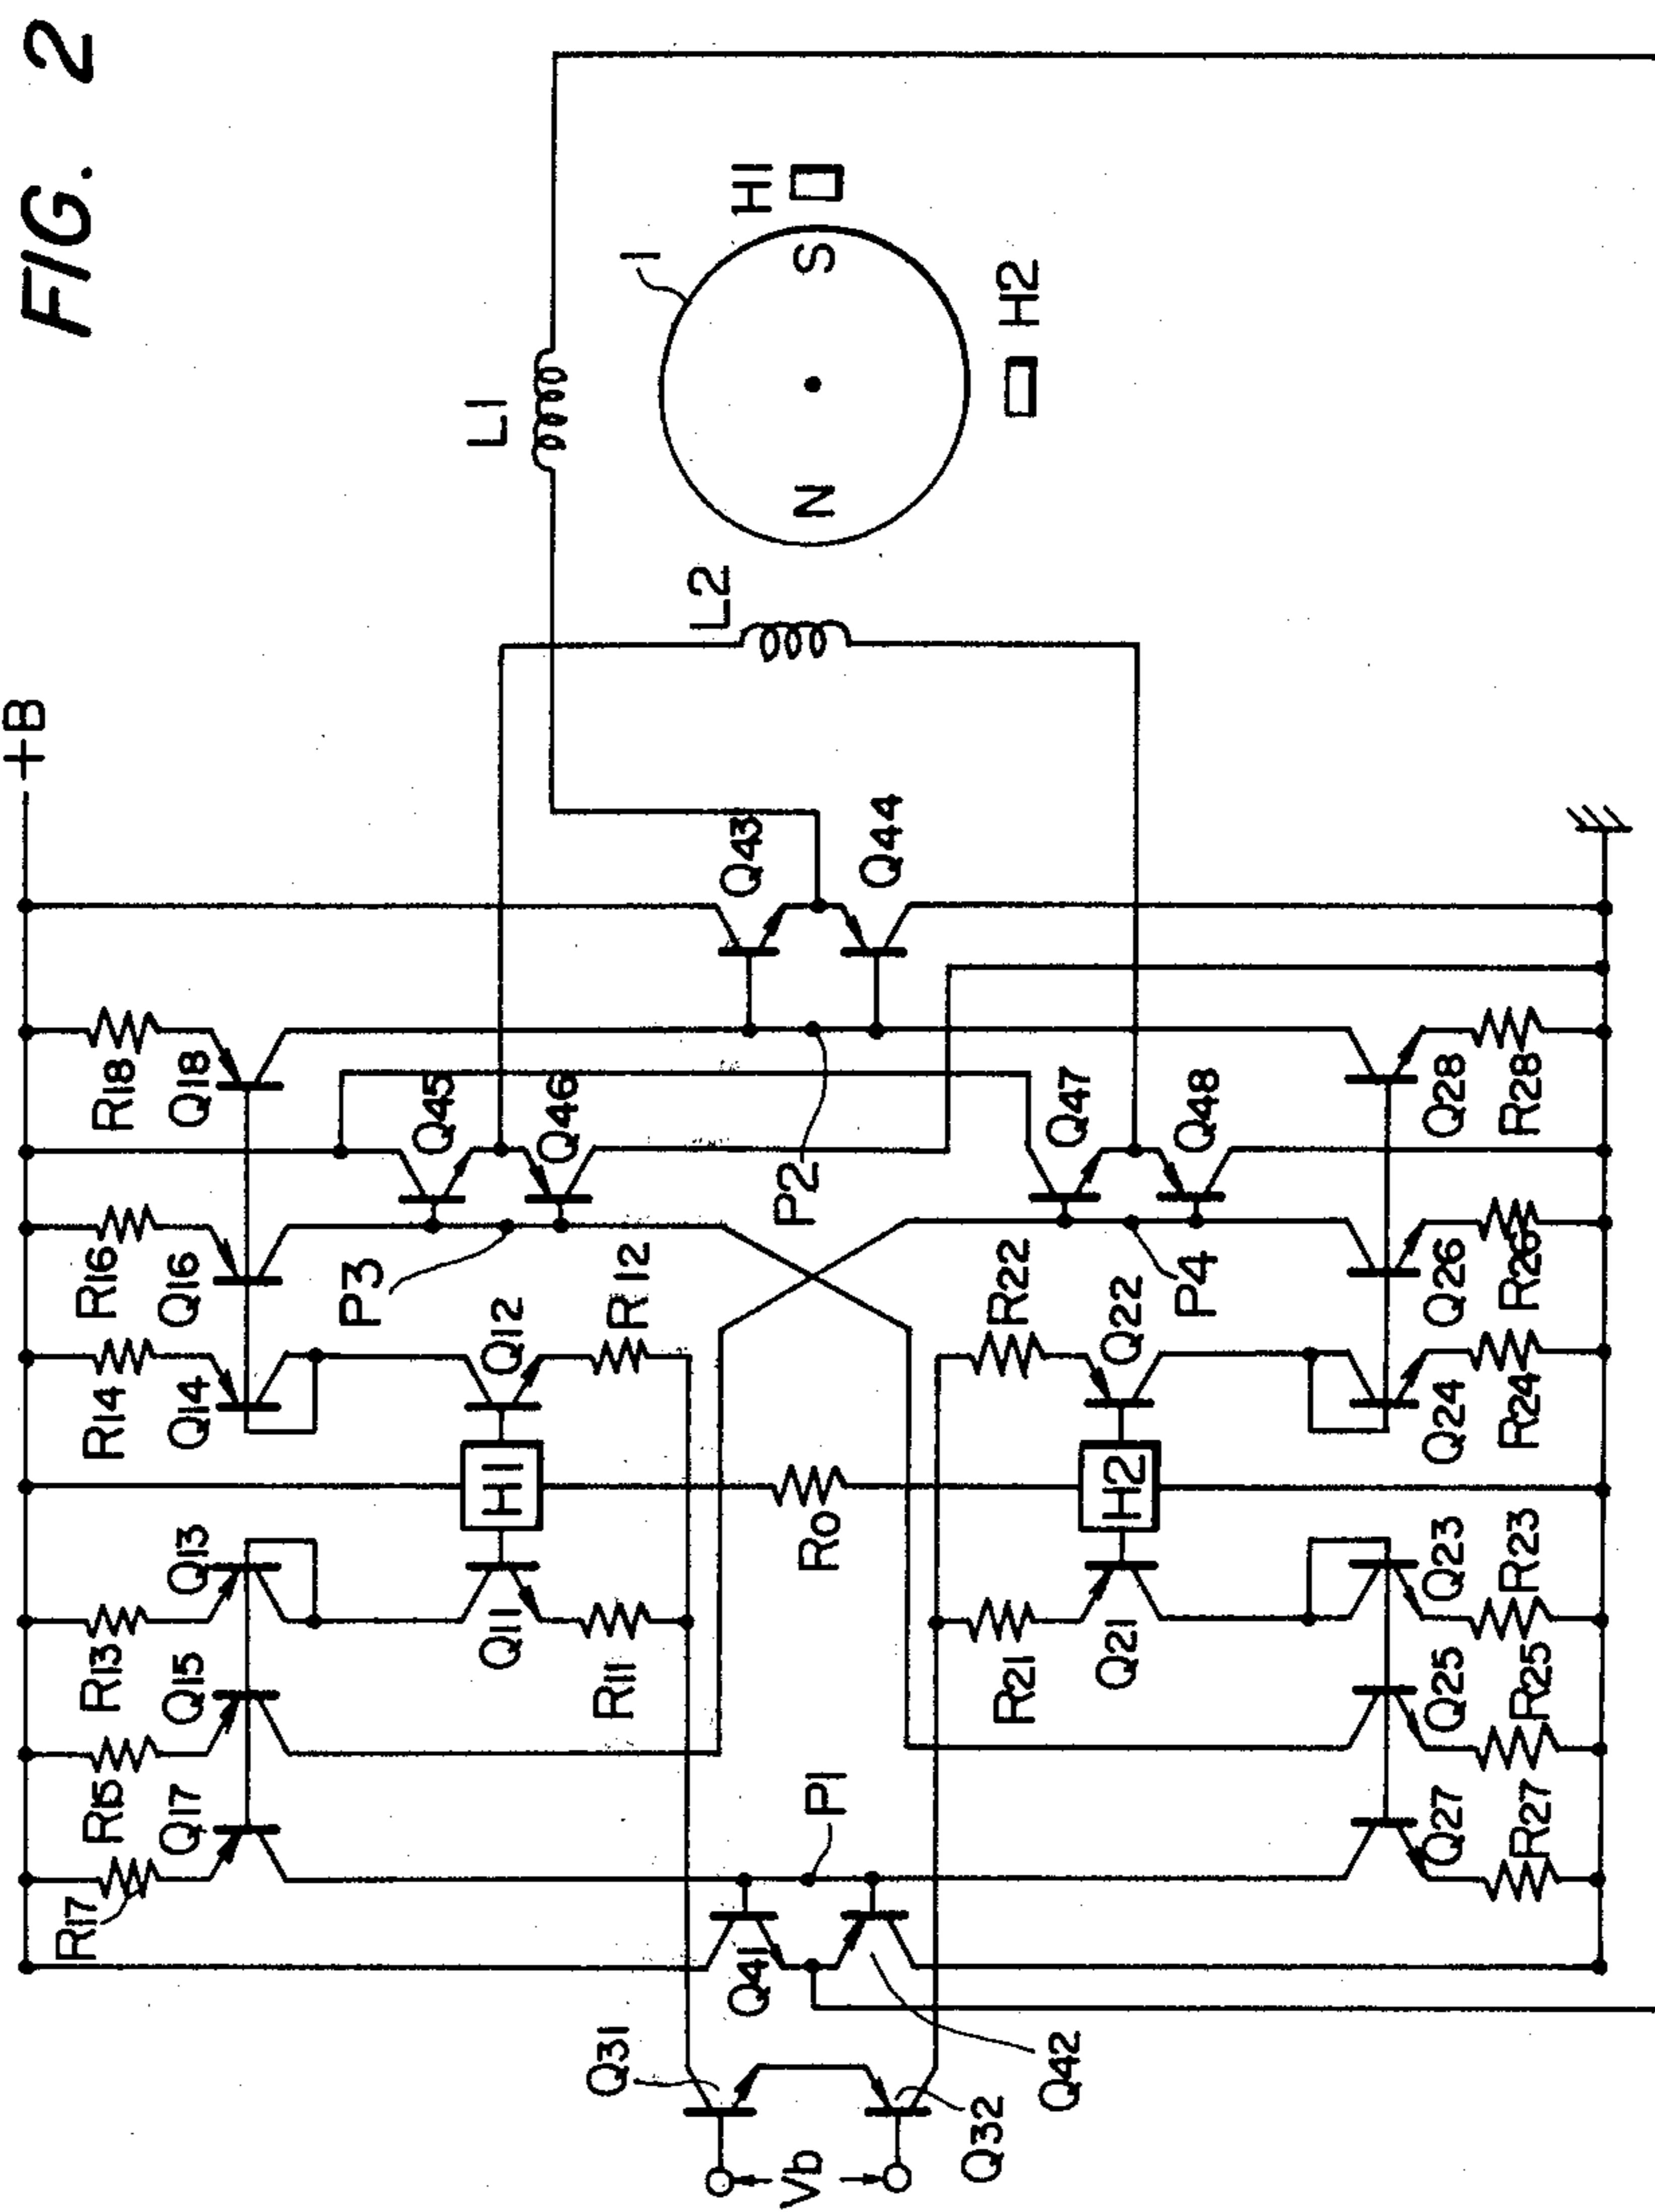 FIG. 2
+B
R17
R15
R13
R14
R16
R18
Q17
Q15
Q13
Q14
Q16
Q18
P3
Q45
Q46
L1
Q11
H1
Q12
R11
R12
L2
Q31
Q41
P1
R0
P2
Q43
Q44
1
N
S
H1
H2
Vb
Q32
Q42
R21
R22
Q21
H2
Q22
P4
Q47
Q48
Q27
Q25
Q23
Q24
Q26
Q28
R27
R25
R23
R24
R26
R28